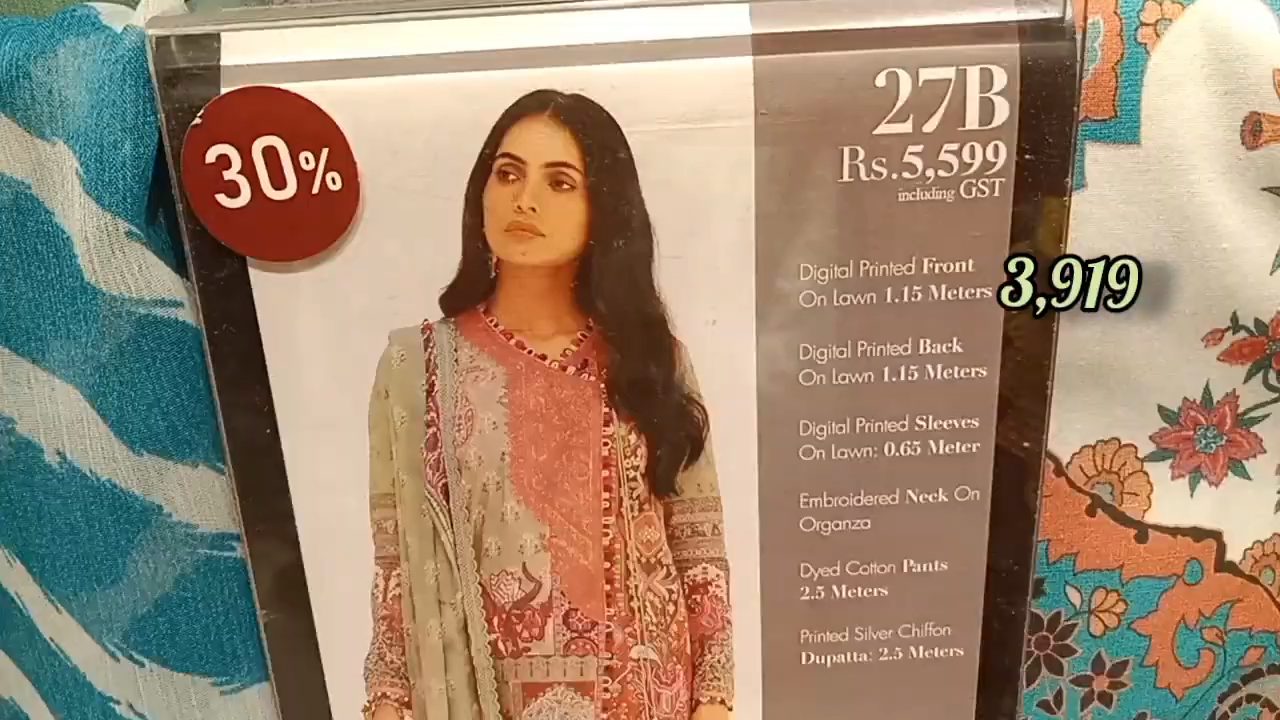 30%
27B
Rs.5,599
including GST
Digital Printed Front
On Lawn 1.15 Meters
3,919
Digital Printed Back
On Lawn 1.15 Meters
Digital Printed Sleeves
On Lawn: 0.65 Meter
Embroidered Neck On
Organza
Dyed Cotton Pants
2.5 Meters
Printed Silver Chiffon
Dupatta: 2.5 Meters